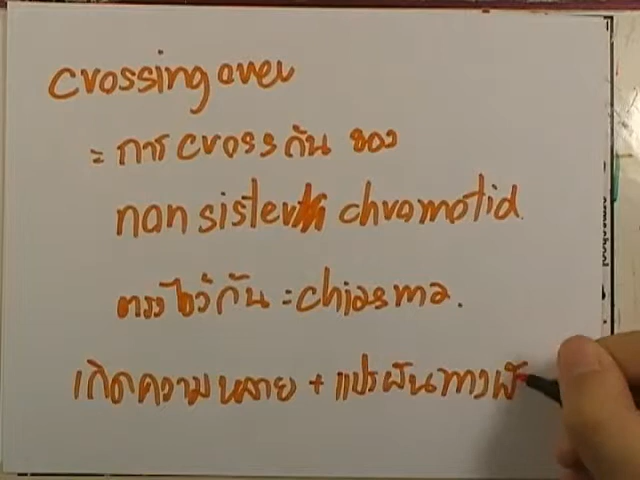 crossing over
= การ cross กัน ของ
non sister chromatid
ตรงไขว้กัน = chiasma.
เกิดความหลาย + แปรผันทางพั